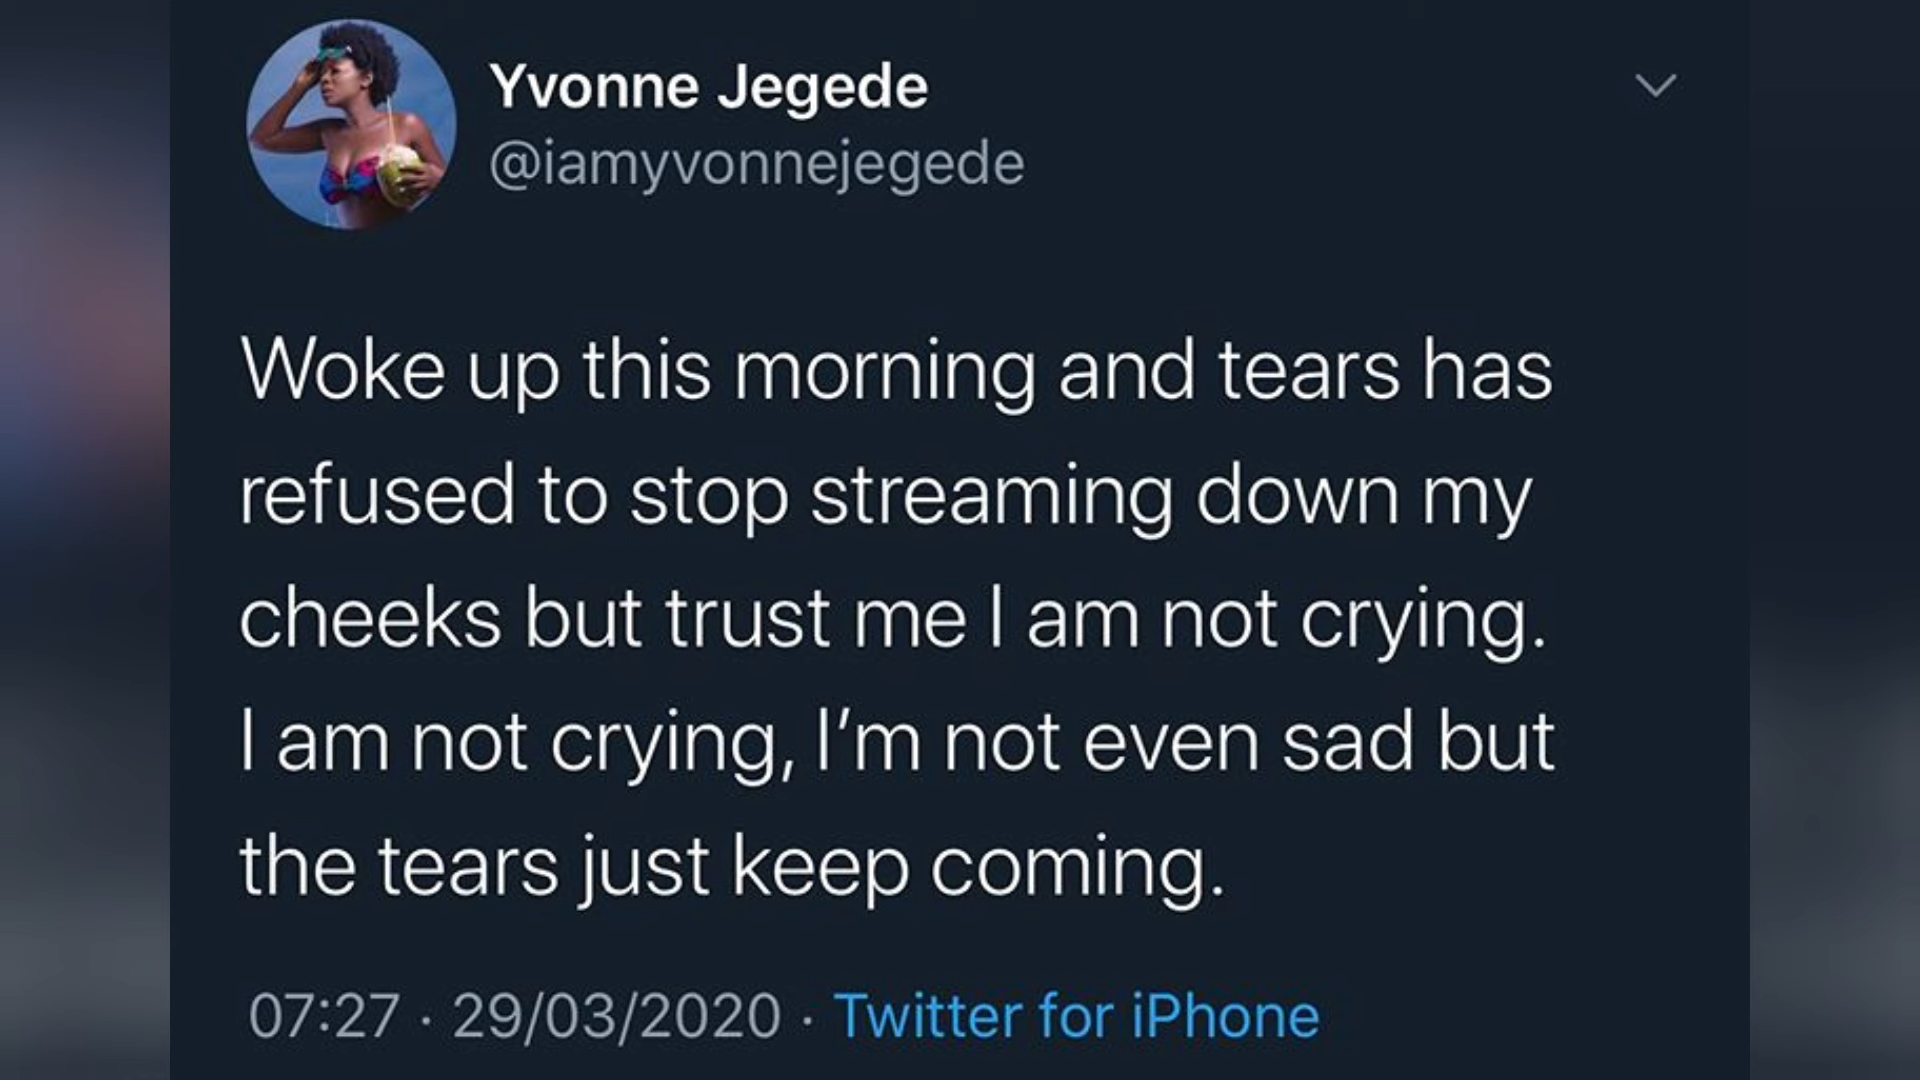 Yvonne Jegede
@iamyvonnejegede
Woke up this morning and tears has
refused to stop streaming down my
cheeks but trust me I am not crying.
I am not crying, I’m not even sad but
the tears just keep coming.
07:27 · 29/03/2020 · Twitter for iPhone